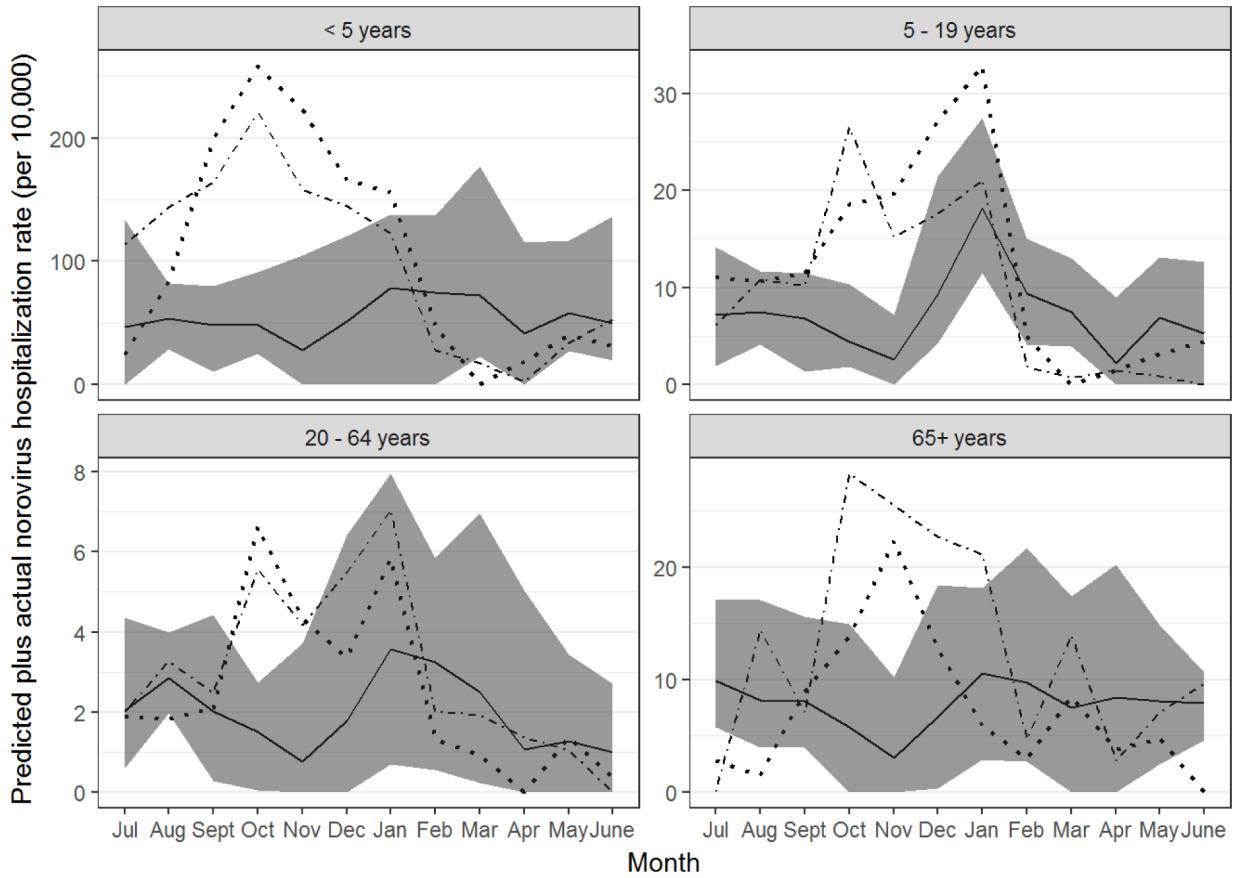 Predicted plus actual norovirus hospitalization rate (per 10,000)
< 5 years
200
100
0
5 - 19 years
30
20
10
0
20 - 64 years
8
6
4
2
0
65+ years
20
10
0
Jul Aug Sept Oct Nov Dec Jan Feb Mar Apr May June
Jul Aug Sept Oct Nov Dec Jan Feb Mar Apr May June
Month